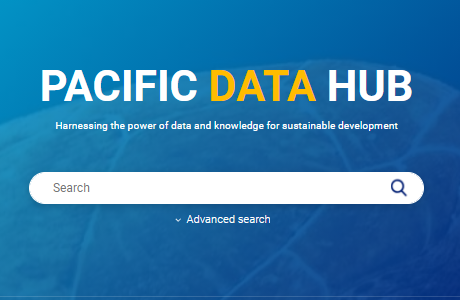 PACIFIC DATA HUB
Harnessing the power of data and knowledge for sustainable development
Search
Advanced search